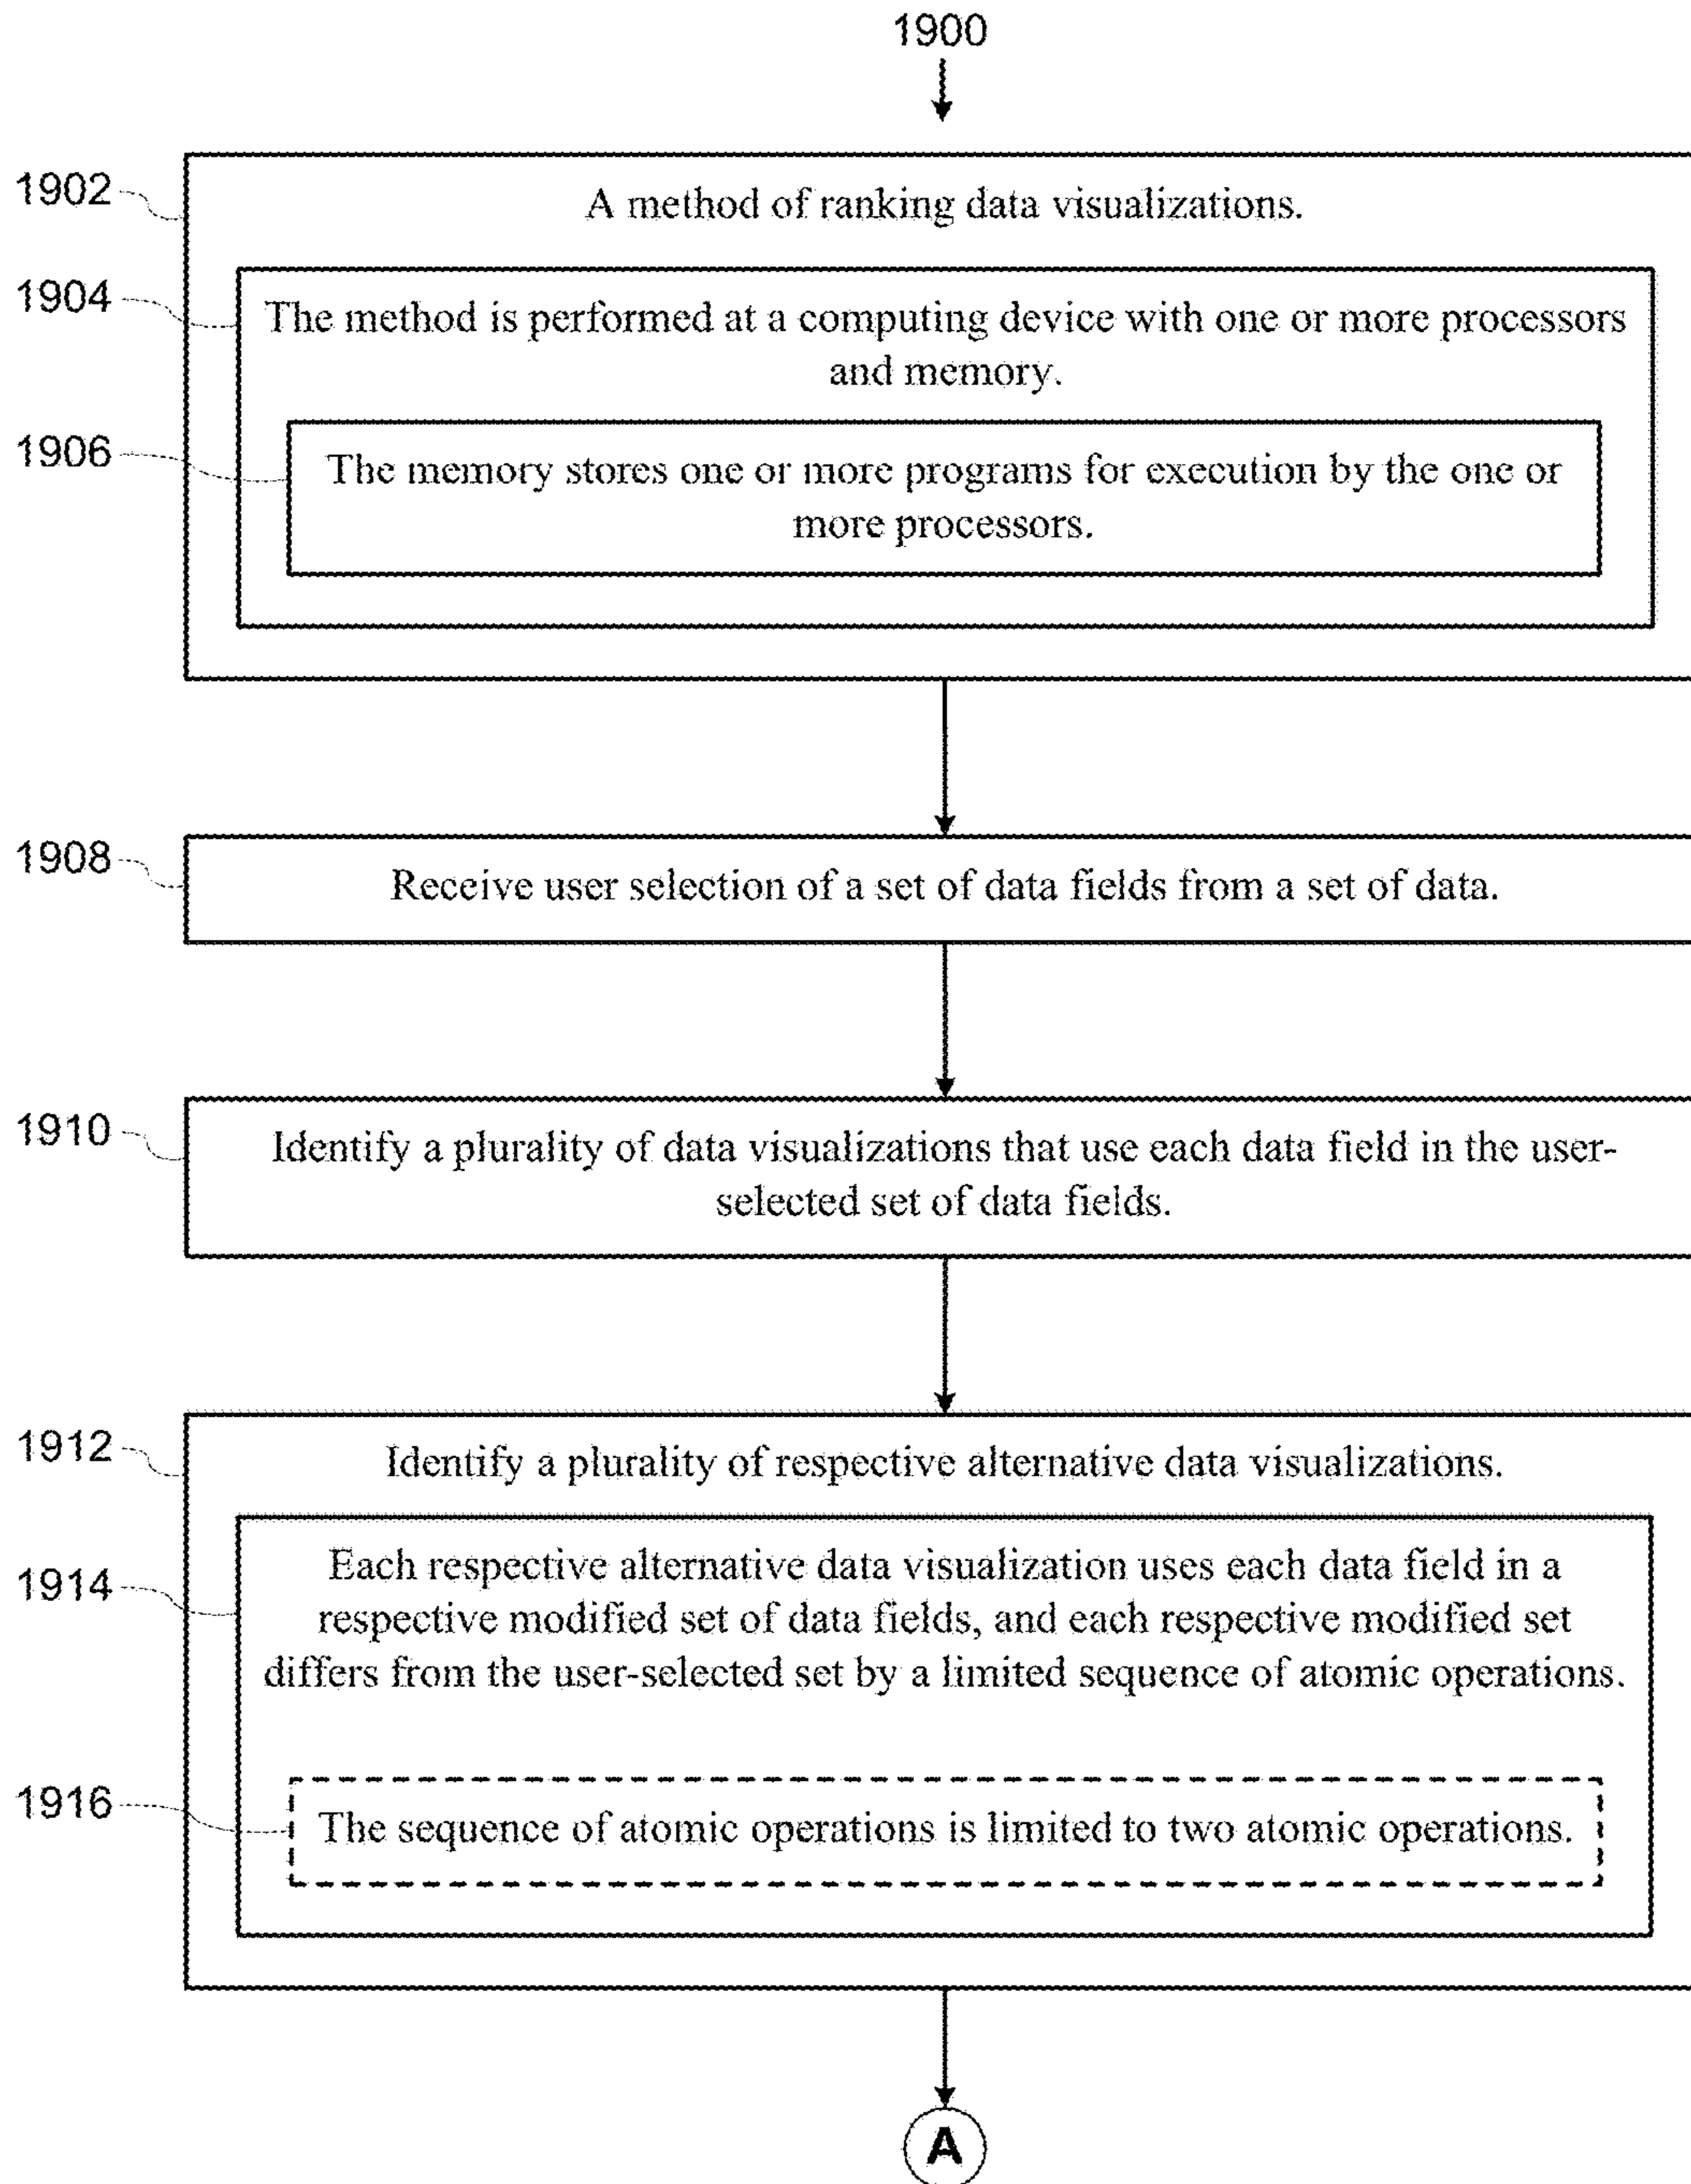 1900
1902
A method of ranking data visualizations.
1904
The method is performed at a computing device with one or more processors
and memory.
1906
The memory stores one or more programs for execution by the one or
more processors.
1908
Receive user selection of a set of data fields from a set of data.
1910
Identify a plurality of data visualizations that use each data field in the user-
selected set of data fields.
1912
Identify a plurality of respective alternative data visualizations.
1914
Each respective alternative data visualization uses each data field in a
respective modified set of data fields, and each respective modified set
differs from the user-selected set by a limited sequence of atomic operations.
1916
The sequence of atomic operations is limited to two atomic operations.
A